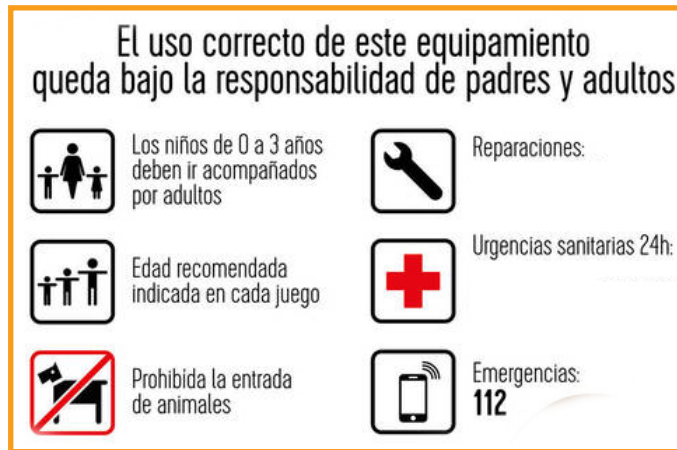 El uso correcto de este equipamiento
queda bajo la responsabilidad de padres y adultos
Los niños de 0 a 3 años
deben ir acompañados
por adultos
Edad recomendada
indicada en cada juego
Prohibida la entrada
de animales
Reparaciones:
Urgencias sanitarias 24h:
Emergencias:
112